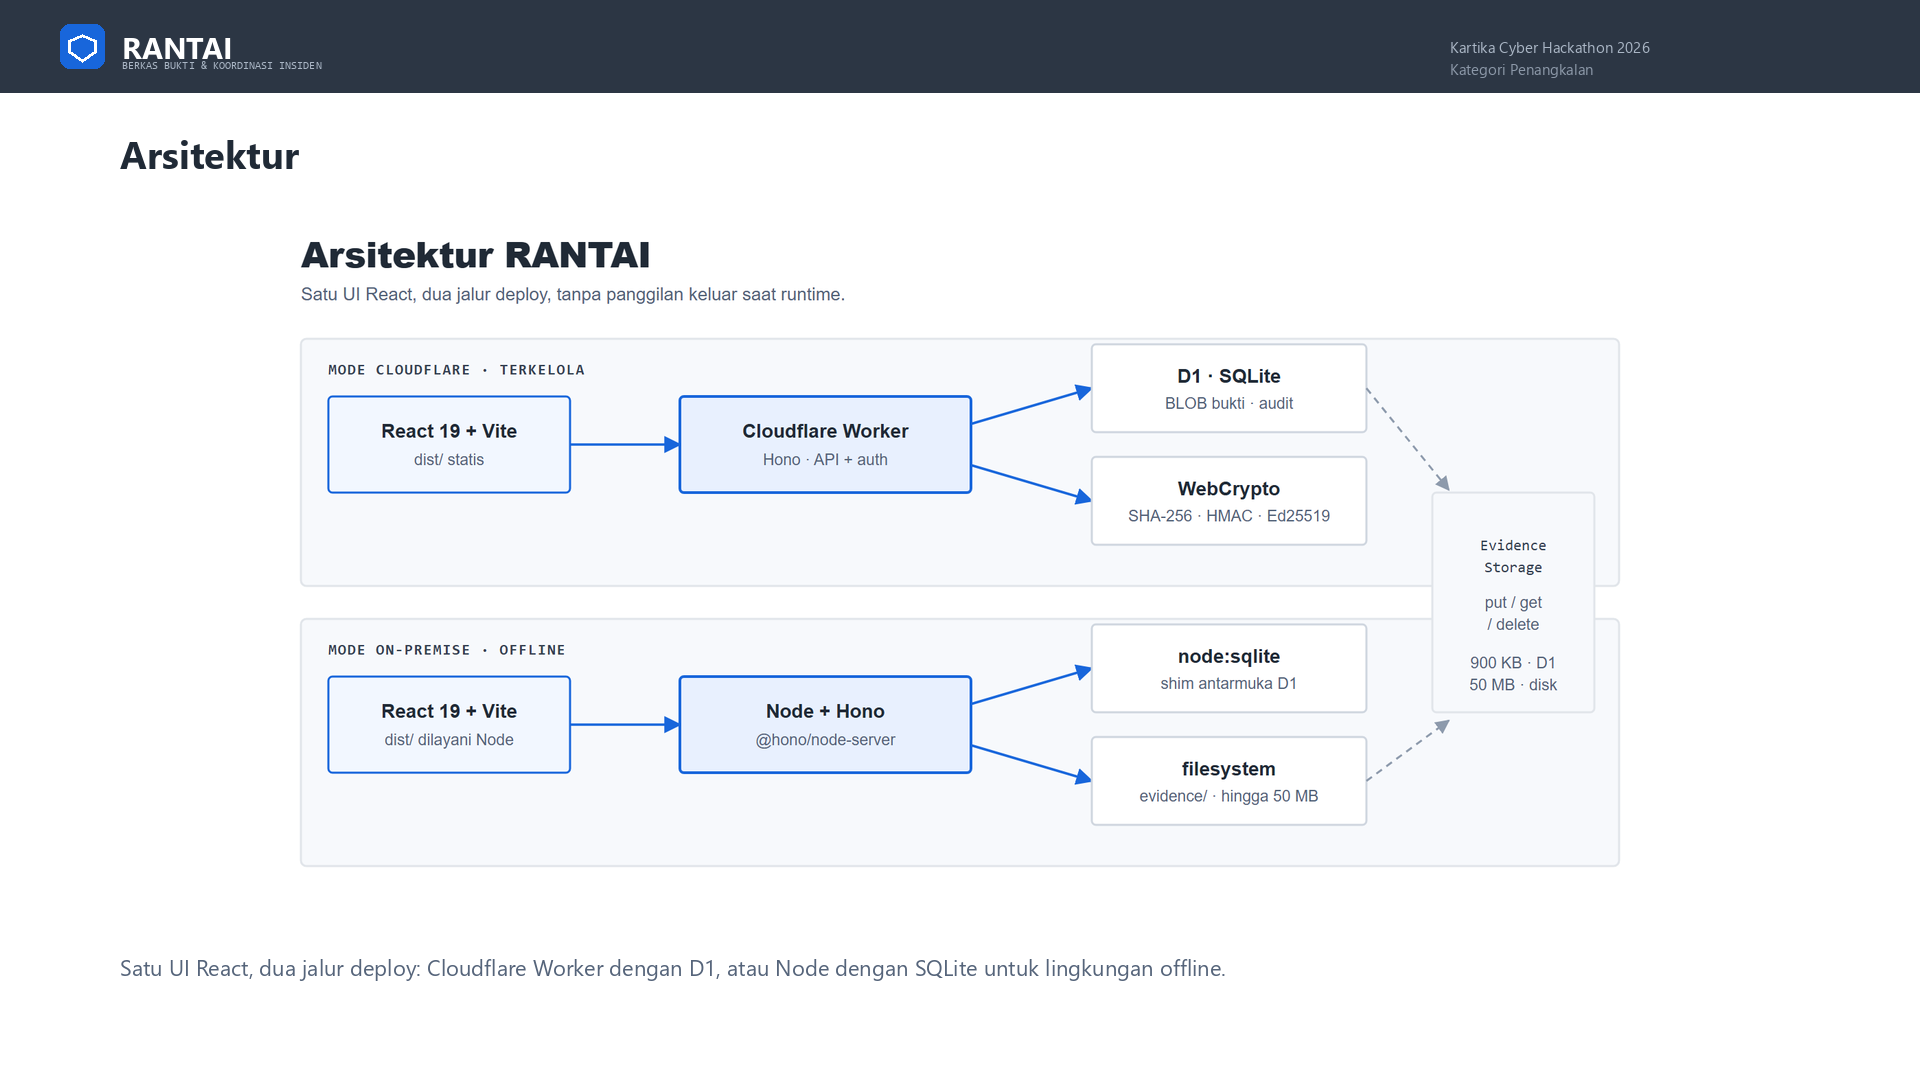 RANTAI
BERKAS BUKTI & KOORDINASI INSIDEN
Kartika Cyber Hackathon 2026
Kategori Penangkalan
Arsitektur
Arsitektur RANTAI
Satu UI React, dua jalur deploy, tanpa panggilan keluar saat runtime.
MODE CLOUDFLARE · TERKELOLA
React 19 + Vite
dist/ statis
Cloudflare Worker
Hono · API + auth
D1 · SQLite
BLOB bukti · audit
WebCrypto
SHA-256 · HMAC · Ed25519
Evidence
Storage
put / get
/ delete
900 KB · D1
50 MB · disk
MODE ON-PREMISE · OFFLINE
React 19 + Vite
dist/ dilayani Node
Node + Hono
@hono/node-server
node:sqlite
shim antarmuka D1
filesystem
evidence/ · hingga 50 MB
Satu UI React, dua jalur deploy: Cloudflare Worker dengan D1, atau Node dengan SQLite untuk lingkungan offline.